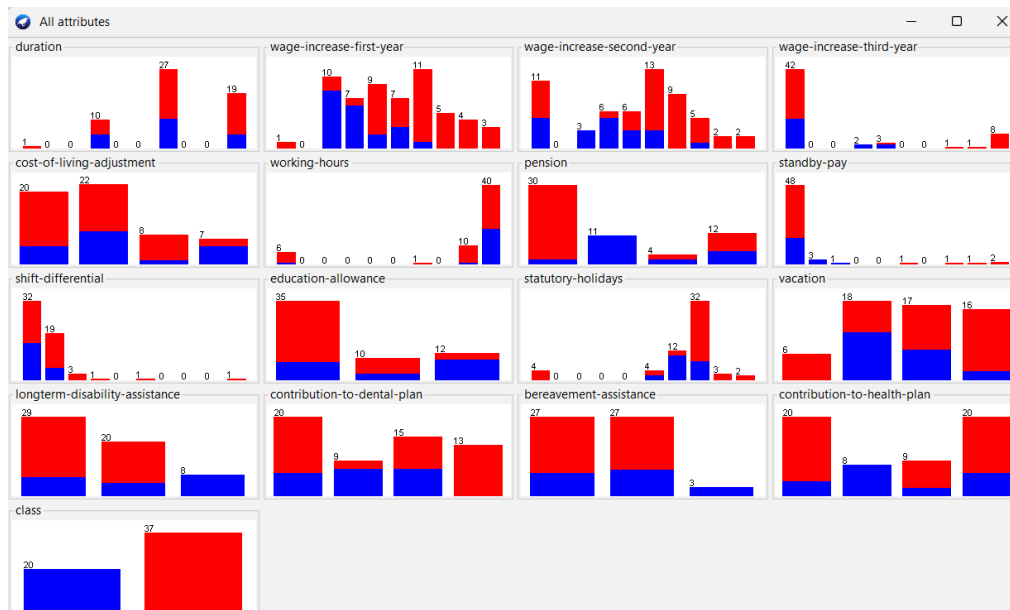 All attributes
duration
wage-increase-first-year
wage-increase-second-year
wage-increase-third-year
1 0 0 10 0 0 27 0 0 19
1 0 10 7 9 7 11 5 4 3
11 0 3 6 6 13 9 5 2 2
42 0 0 2 3 0 0 1 1 8
cost-of-living-adjustment
working-hours
pension
standby-pay
20 22 8 7
6 0 0 0 0 0 1 0 10 40
30 11 4 12
48 3 1 0 0 1 0 1 1 2
shift-differential
education-allowance
statutory-holidays
vacation
32 19 3 1 0 1 0 0 0 1
35 10 12
4 0 0 0 0 4 12 32 3 2
6 18 17 16
longterm-disability-assistance
contribution-to-dental-plan
bereavement-assistance
contribution-to-health-plan
29 20 8
20 9 15 13
27 27 3
20 8 9 20
class
20 37